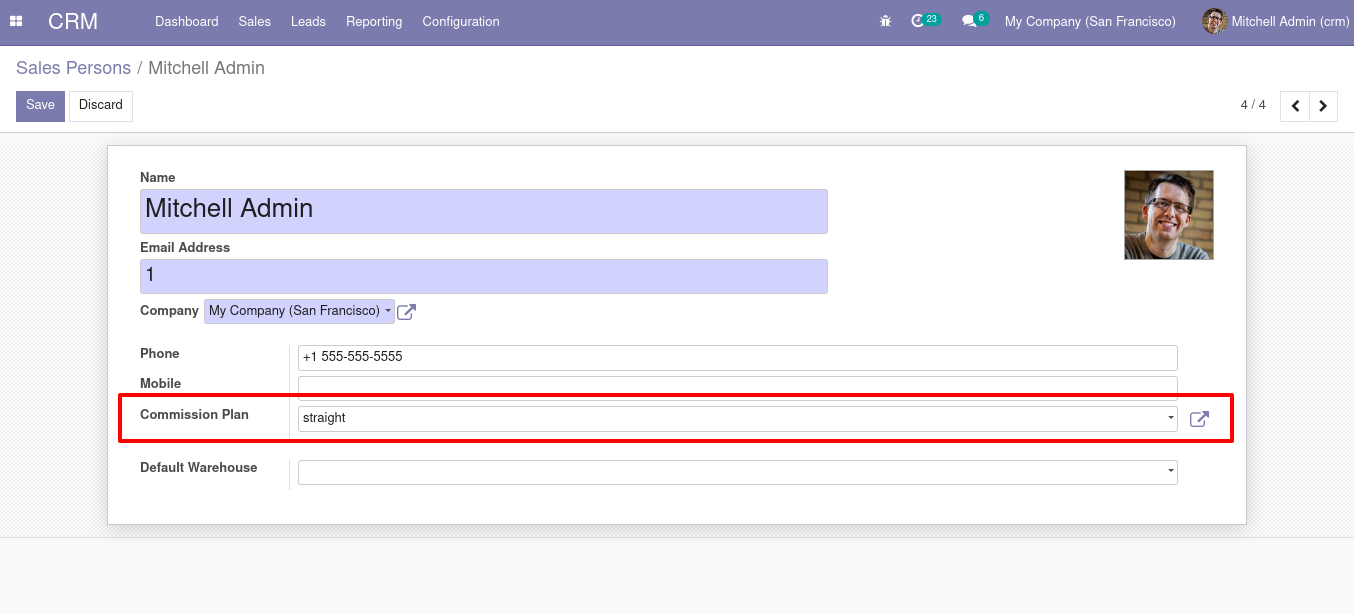 CRM Dashboard Sales Leads Reporting Configuration 23 6 My Company (San Francisco) Mitchell Admin (crm)
Sales Persons / Mitchell Admin
Save Discard 4 / 4
Name
Mitchell Admin
Email Address
1
Company My Company (San Francisco)
Phone +1 555-555-5555
Mobile
Commission Plan straight
Default Warehouse